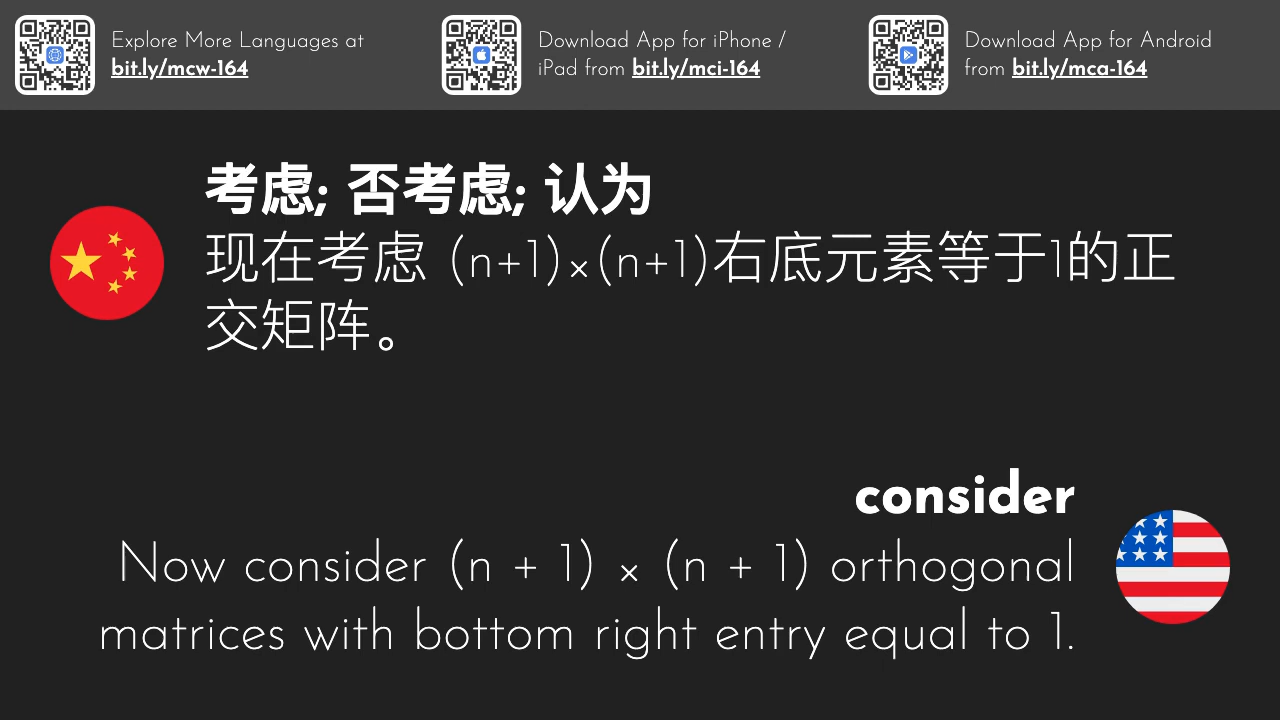 Explore More Languages at
bit.ly/mcw-164
Download App for iPhone /
iPad from bit.ly/mci-164
Download App for Android
from bit.ly/mca-164
考虑; 否考虑; 认为
现在考虑 (n+1)×(n+1)右底元素等于1的正
交矩阵。
consider
Now consider (n + 1) × (n + 1) orthogonal
matrices with bottom right entry equal to 1.